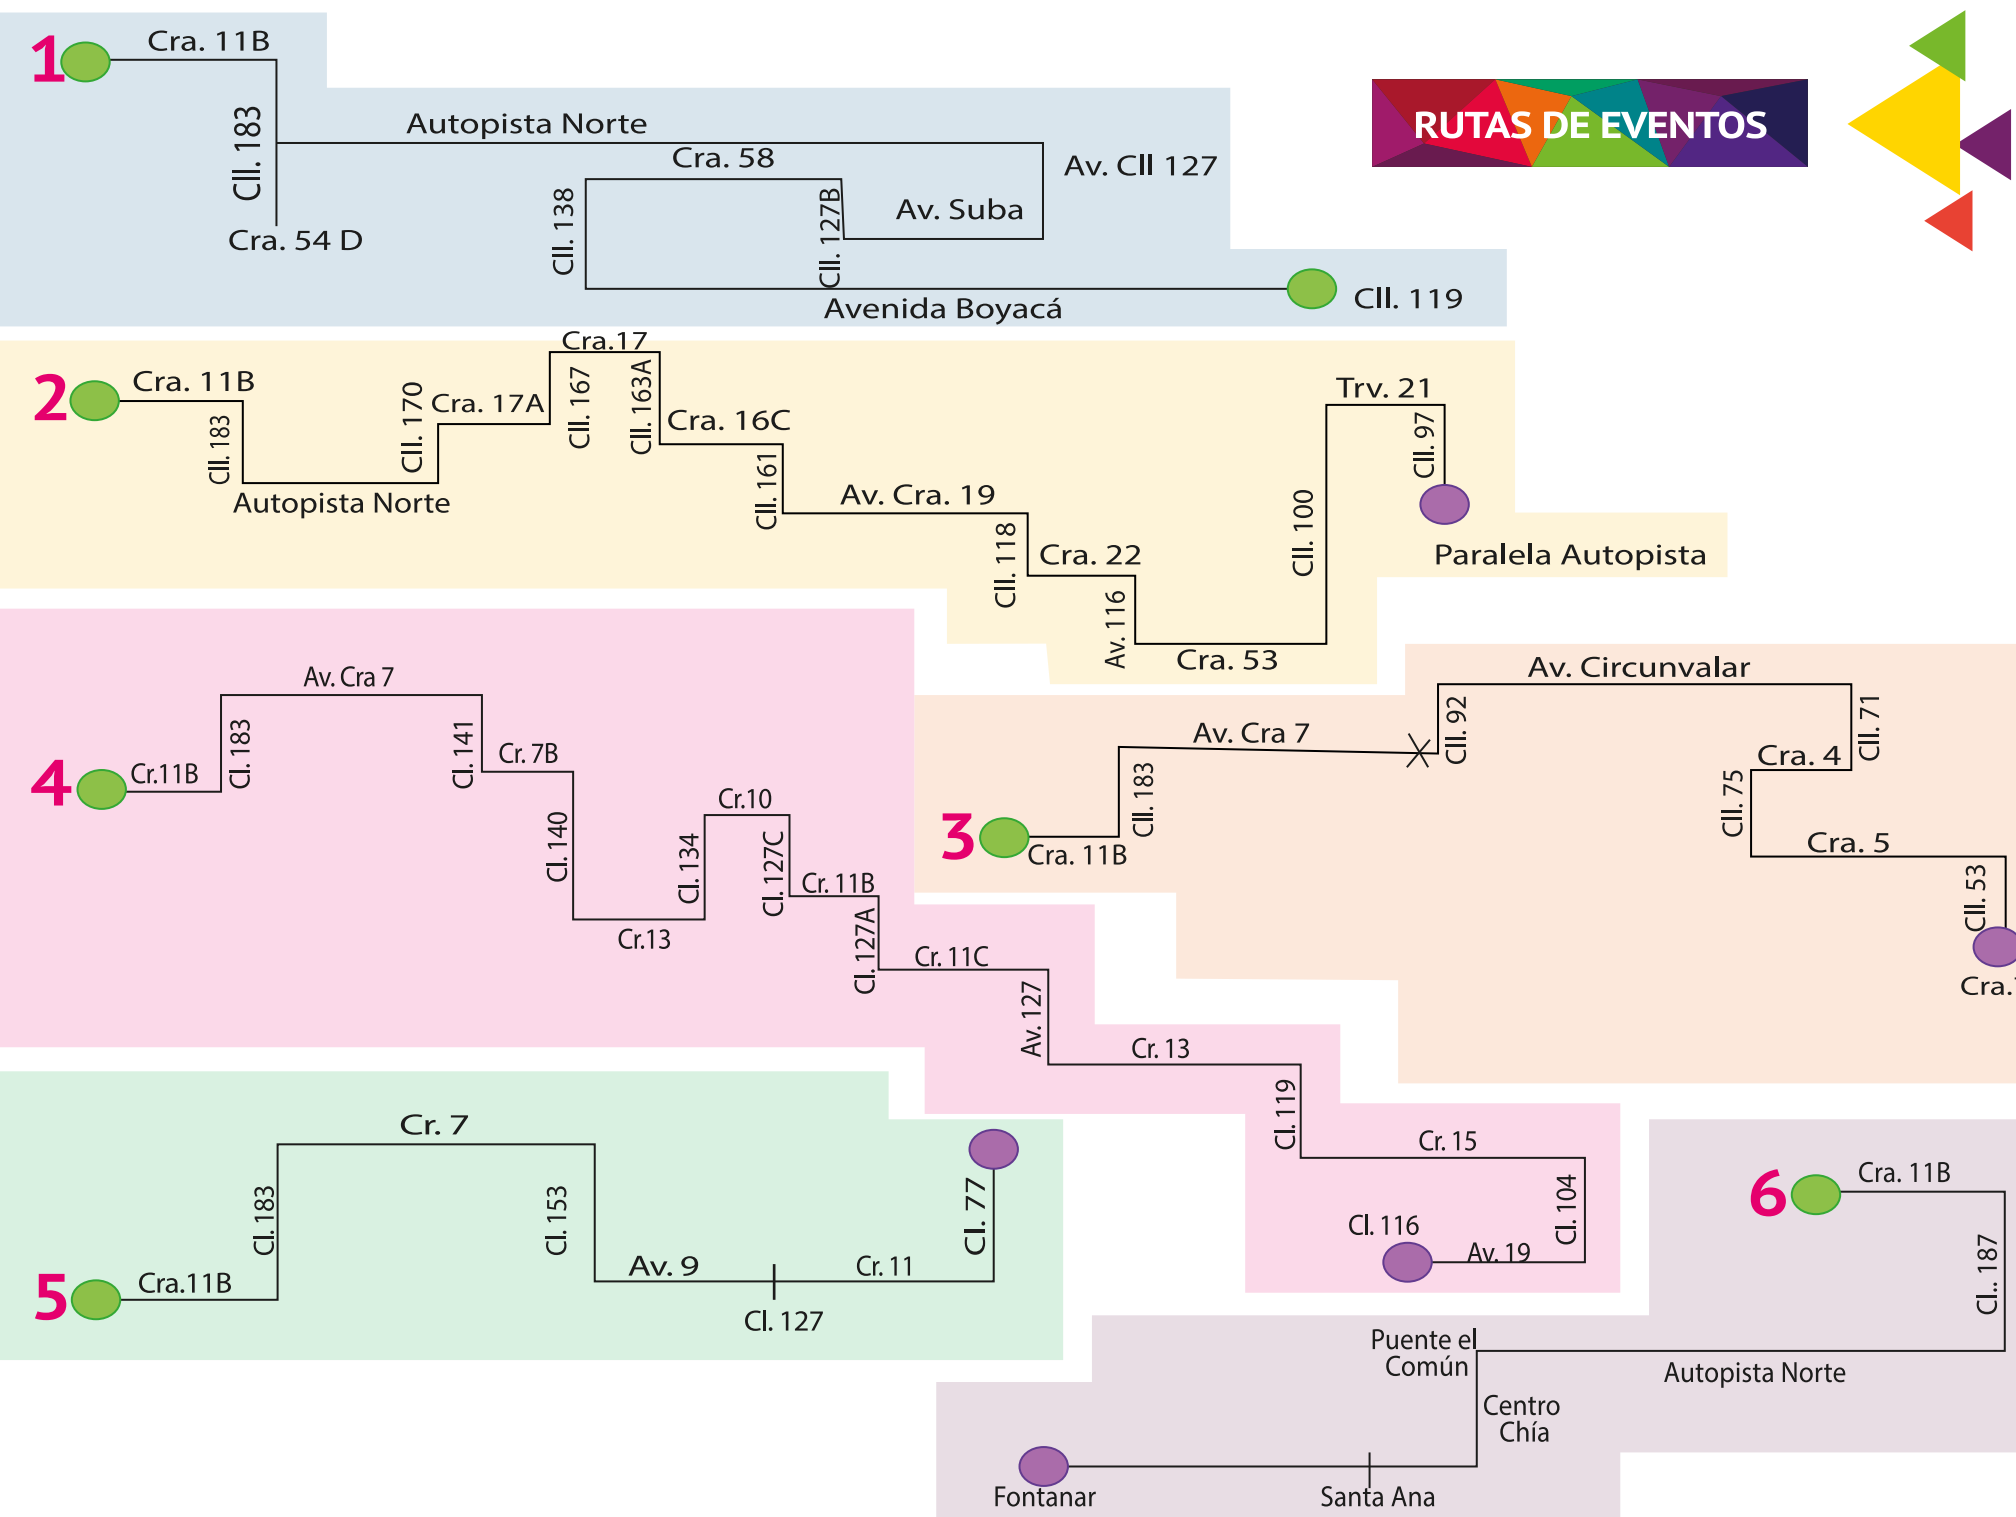 RUTAS DE EVENTOS
1
Cra. 11B
Cll. 183
Cra. 54 D
Autopista Norte
Av. Cll 127
Av. Suba
Cll. 127B
Cra. 58
Cll. 138
Avenida Boyacá
Cll. 119
2
Cra. 11B
Cll. 183
Autopista Norte
Cll. 170
Cra. 17A
Cll. 167
Cra.17
Cll. 163A
Cra. 16C
Cll. 161
Av. Cra. 19
Cll. 118
Cra. 22
Av. 116
Cra. 53
Cll. 100
Trv. 21
Cll. 97
Paralela Autopista
4
Cr.11B
Cl. 183
Av. Cra 7
Cl. 141
Cr. 7B
Cl. 140
Cr.13
Cl. 134
Cr.10
Cl. 127C
Cr. 11B
Cl. 127A
Cr. 11C
Av. 127
Cr. 13
Cl. 119
Cr. 15
Cl. 104
Av. 19
Cl. 116
3
Cra. 11B
Cll. 183
Av. Cra 7
Cll. 92
Av. Circunvalar
Cll. 71
Cra. 4
Cll. 75
Cra. 5
Cll. 53
Cra.
5
Cra.11B
Cl. 183
Cr. 7
Cl. 153
Av. 9
Cl. 127
Cr. 11
Cl. 77
6
Cra. 11B
Cl.. 187
Autopista Norte
Puente el
Común
Centro
Chía
Santa Ana
Fontanar